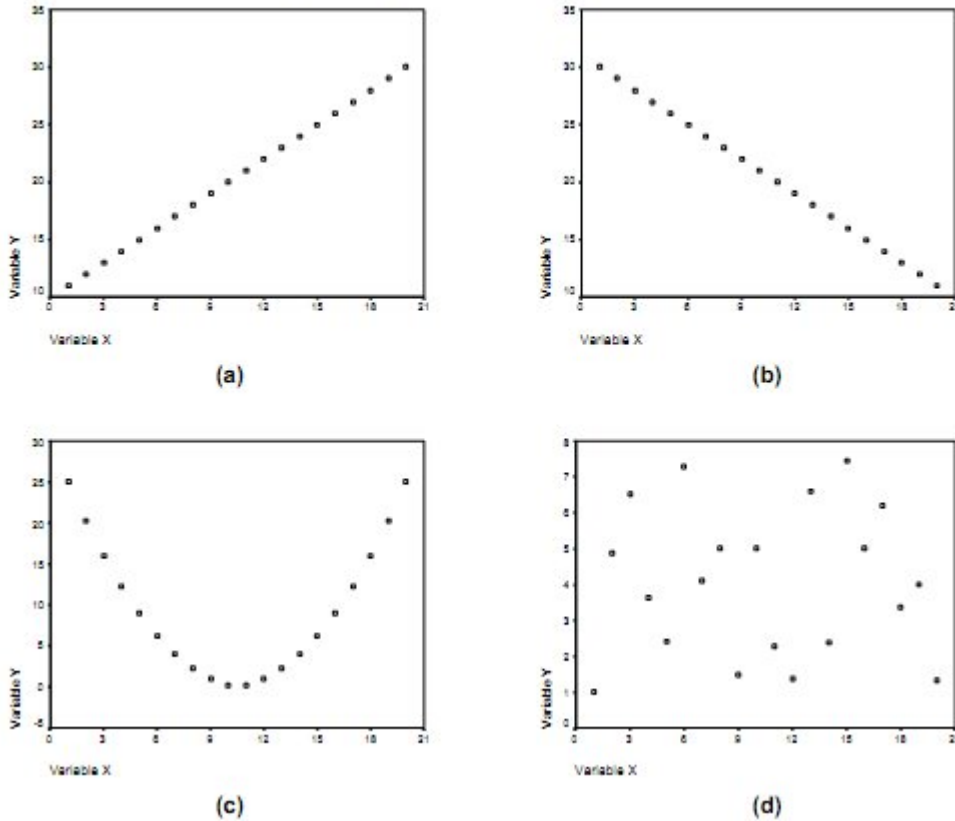 35 35
30 30
25 25
20 20
Variable Y Variable Y
15 15
10 10
0 3 6 9 12 15 18 21 0 3 6 9 12 15 18 21
Variable X Variable X
(a) (b)
30 8
25 7
20 6
15 5
10 4
5 3
0 2
-5 1
0
Variable Y Variable Y
0 3 6 9 12 15 18 21 0 3 6 9 12 15 18 21
Variable X Variable X
(c) (d)